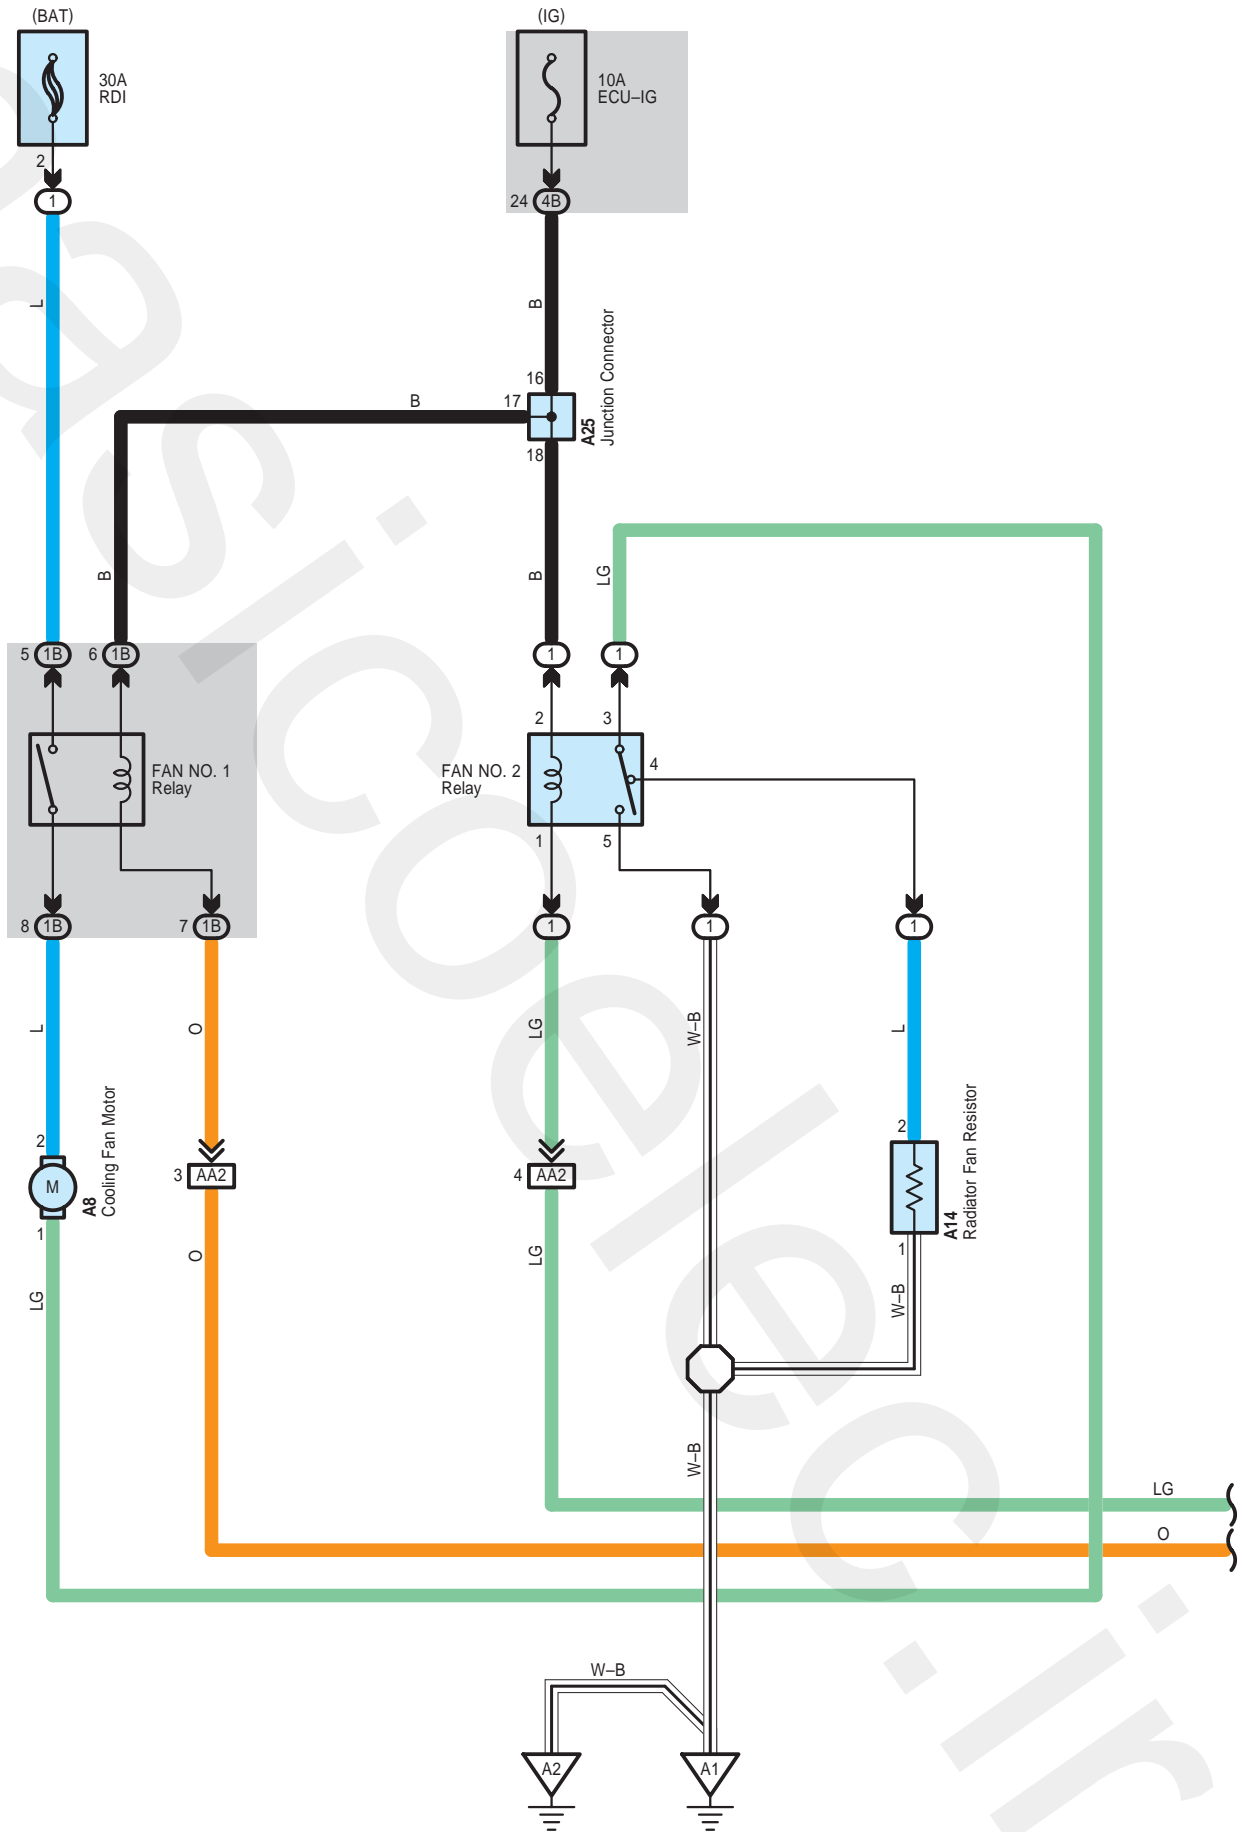 (BAT)
(IG)
30A
RDI
10A
ECU–IG
2
1
24
4B
L
B
16
17
B
18
A25
Junction Connector
B
B
LG
5
1B
6
1B
1
1
2
3
4
FAN NO. 1
Relay
FAN NO. 2
Relay
1
5
8
1B
7
1B
1
1
1
L
O
LG
W–B
L
2
M
1
A8
Cooling Fan Motor
3
AA2
4
AA2
2
1
A14
Radiator Fan Resistor
LG
O
LG
W–B
W–B
LG
O
W–B
A2
A1
pasjcoelec.ir